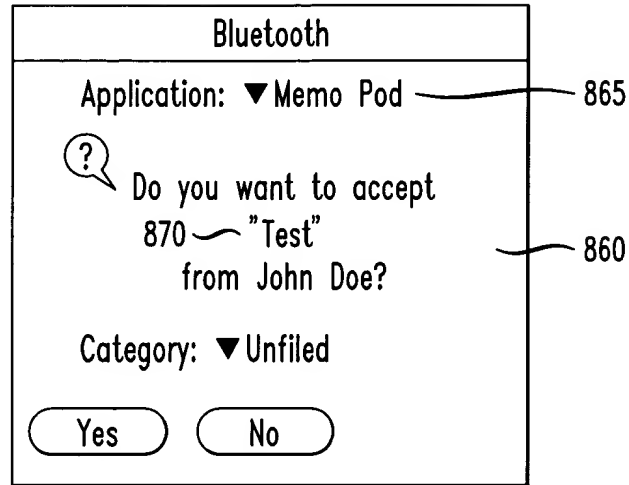 Bluetooth
Application: ▼Memo Pod 865
?
Do you want to accept
870 "Test"
860
from John Doe?
Category: ▼Unfiled
Yes No